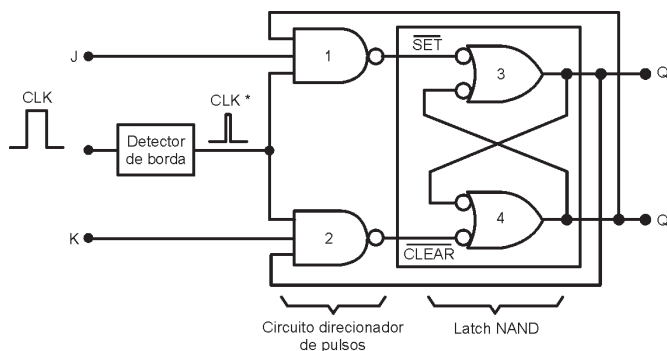 J
CLK
CLK *
Detector
de borda
K
1
2
SET
CLEAR
3
4
Q
Q
Circuito direcionador
de pulsos
Latch NAND